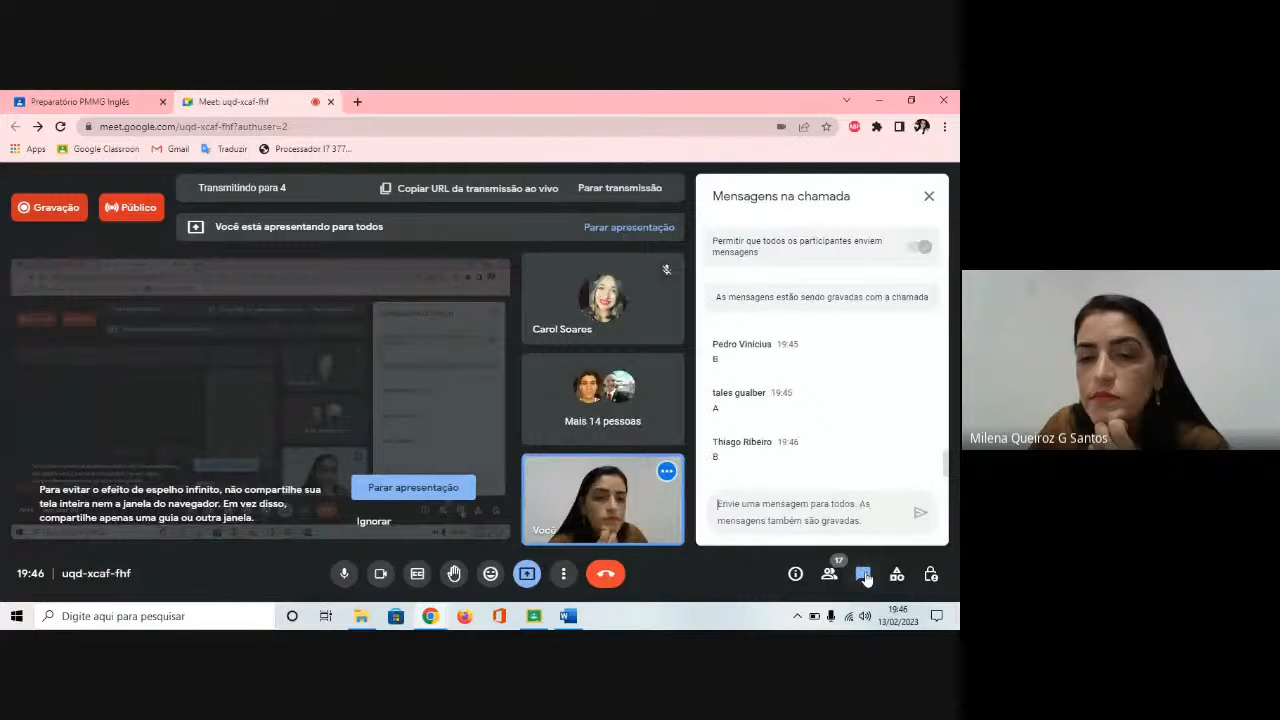 Preparatório PMMG Inglês
Meet: uqd-xcaf-fhf
meet.google.com/uqd-xcaf-fhf?authuser=2
Apps
Google Classroon
Gmail
Traduzir
Processador I7 377...
Gravação
Público
Transmitindo para 4
Copiar URL da transmissão ao vivo
Parar transmissão
Você está apresentando para todos
Parar apresentação
Para evitar o efeito de espelho infinito, não compartilhe sua
tela inteira nem a janela do navegador. Em vez disso,
compartilhe apenas uma guia ou outra janela.
Parar apresentação
Ignorar
Carol Soares
Mais 14 pessoas
Você
Mensagens na chamada
Permitir que todos os participantes enviem
mensagens
As mensagens estão sendo gravadas com a chamada
Pedro Vinicius 19:45
B
tales gualber 19:45
A
Thiago Ribeiro 19:46
B
Envie uma mensagem para todos. As
mensagens também são gravadas.
Milena Queiroz G Santos
19:46
uqd-xcaf-fhf
17
Digite aqui para pesquisar
19:46
13/02/2023